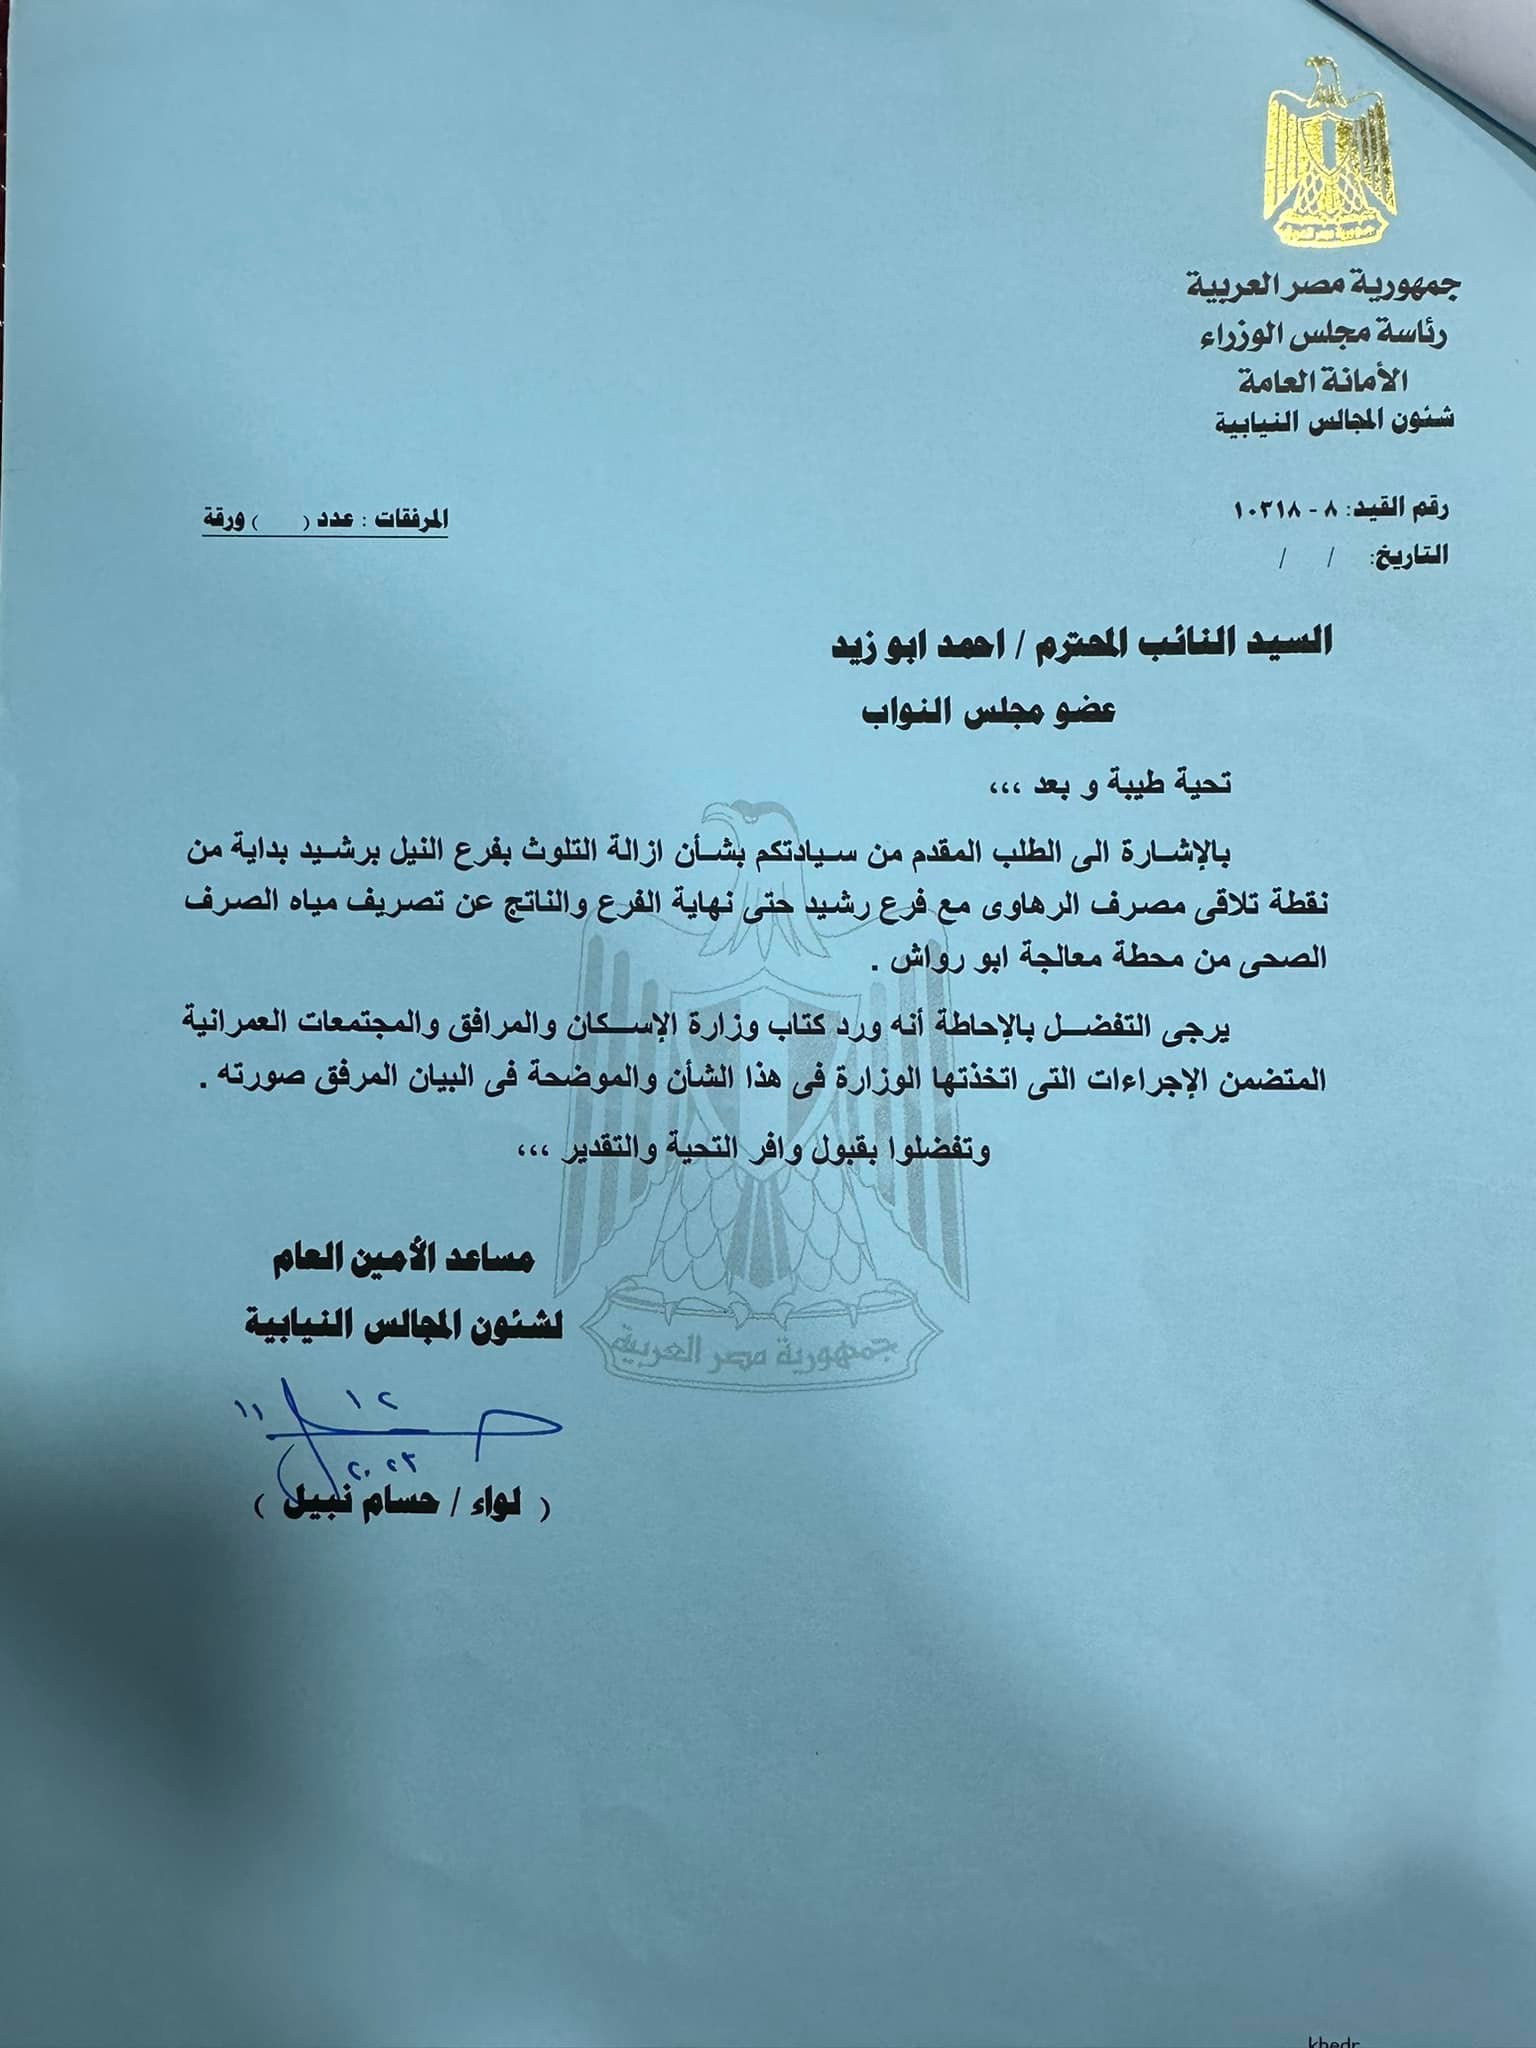 جمهورية مصر العربية
جمهورية مصر العربية
رئاسة مجلس الوزراء
الأمانة العامة
شئون المجالس النيابية
رقم القيد: ٨ - ١٠٣١٨
المرفقات : عدد ( ) ورقة
التاريخ: / /
السيد النائب المحترم / احمد ابو زيد
عضو مجلس النواب
تحية طيبة و بعد ،،،
بالإشارة الى الطلب المقدم من سيادتكم بشأن ازالة التلوث بفرع النيل برشيد بداية من
نقطة تلاقى مصرف الرهاوى مع فرع رشيد حتى نهاية الفرع والناتج عن تصريف مياه الصرف
الصحى من محطة معالجة ابو رواش .
يرجى التفضل بالإحاطة أنه ورد كتاب وزارة الإسكان والمرافق والمجتمعات العمرانية
المتضمن الإجراءات التى اتخذتها الوزارة فى هذا الشأن والموضحة فى البيان المرفق صورته .
وتفضلوا بقبول وافر التحية والتقدير ،،،
مساعد الأمين العام
لشئون المجالس النيابية
جمهورية مصر العربية
١٢
١١
٢٠٢٣
( لواء / حسام نبيل )
khedr